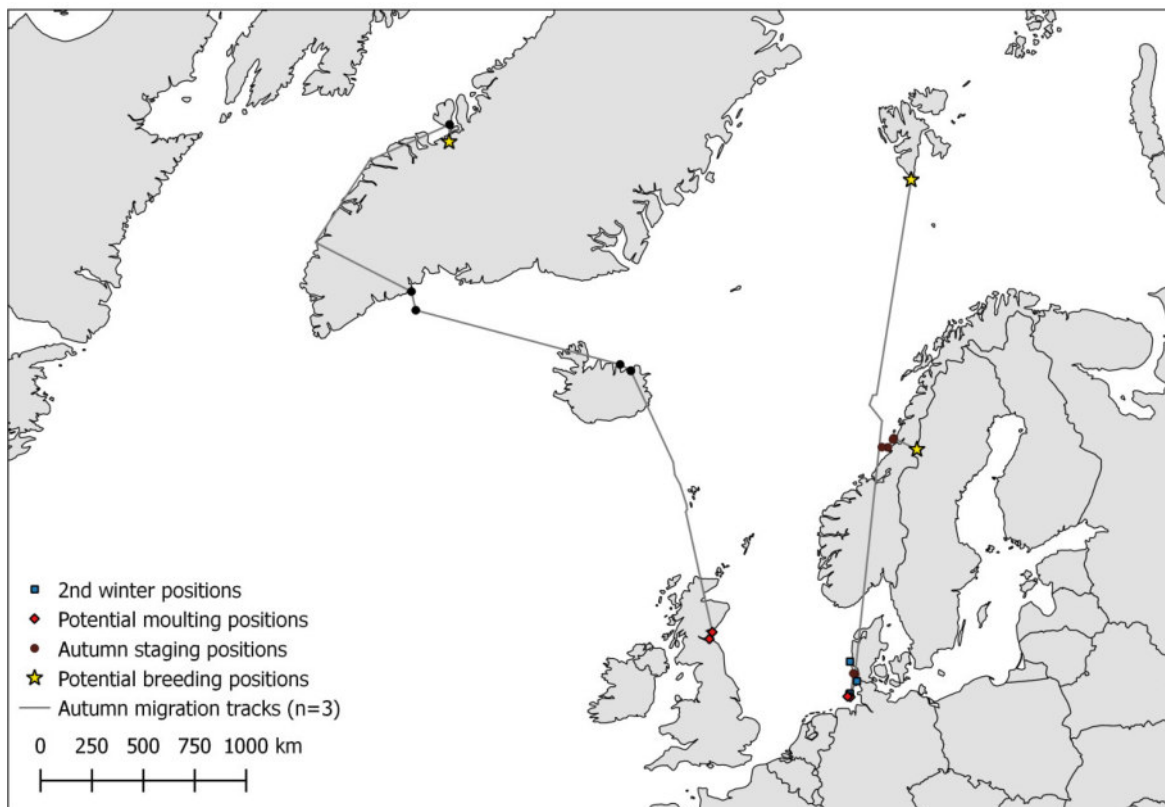 2nd winter positions
Potential moulting positions
Autumn staging positions
Potential breeding positions
Autumn migration tracks (n=3)
0 250 500 750 1000 km